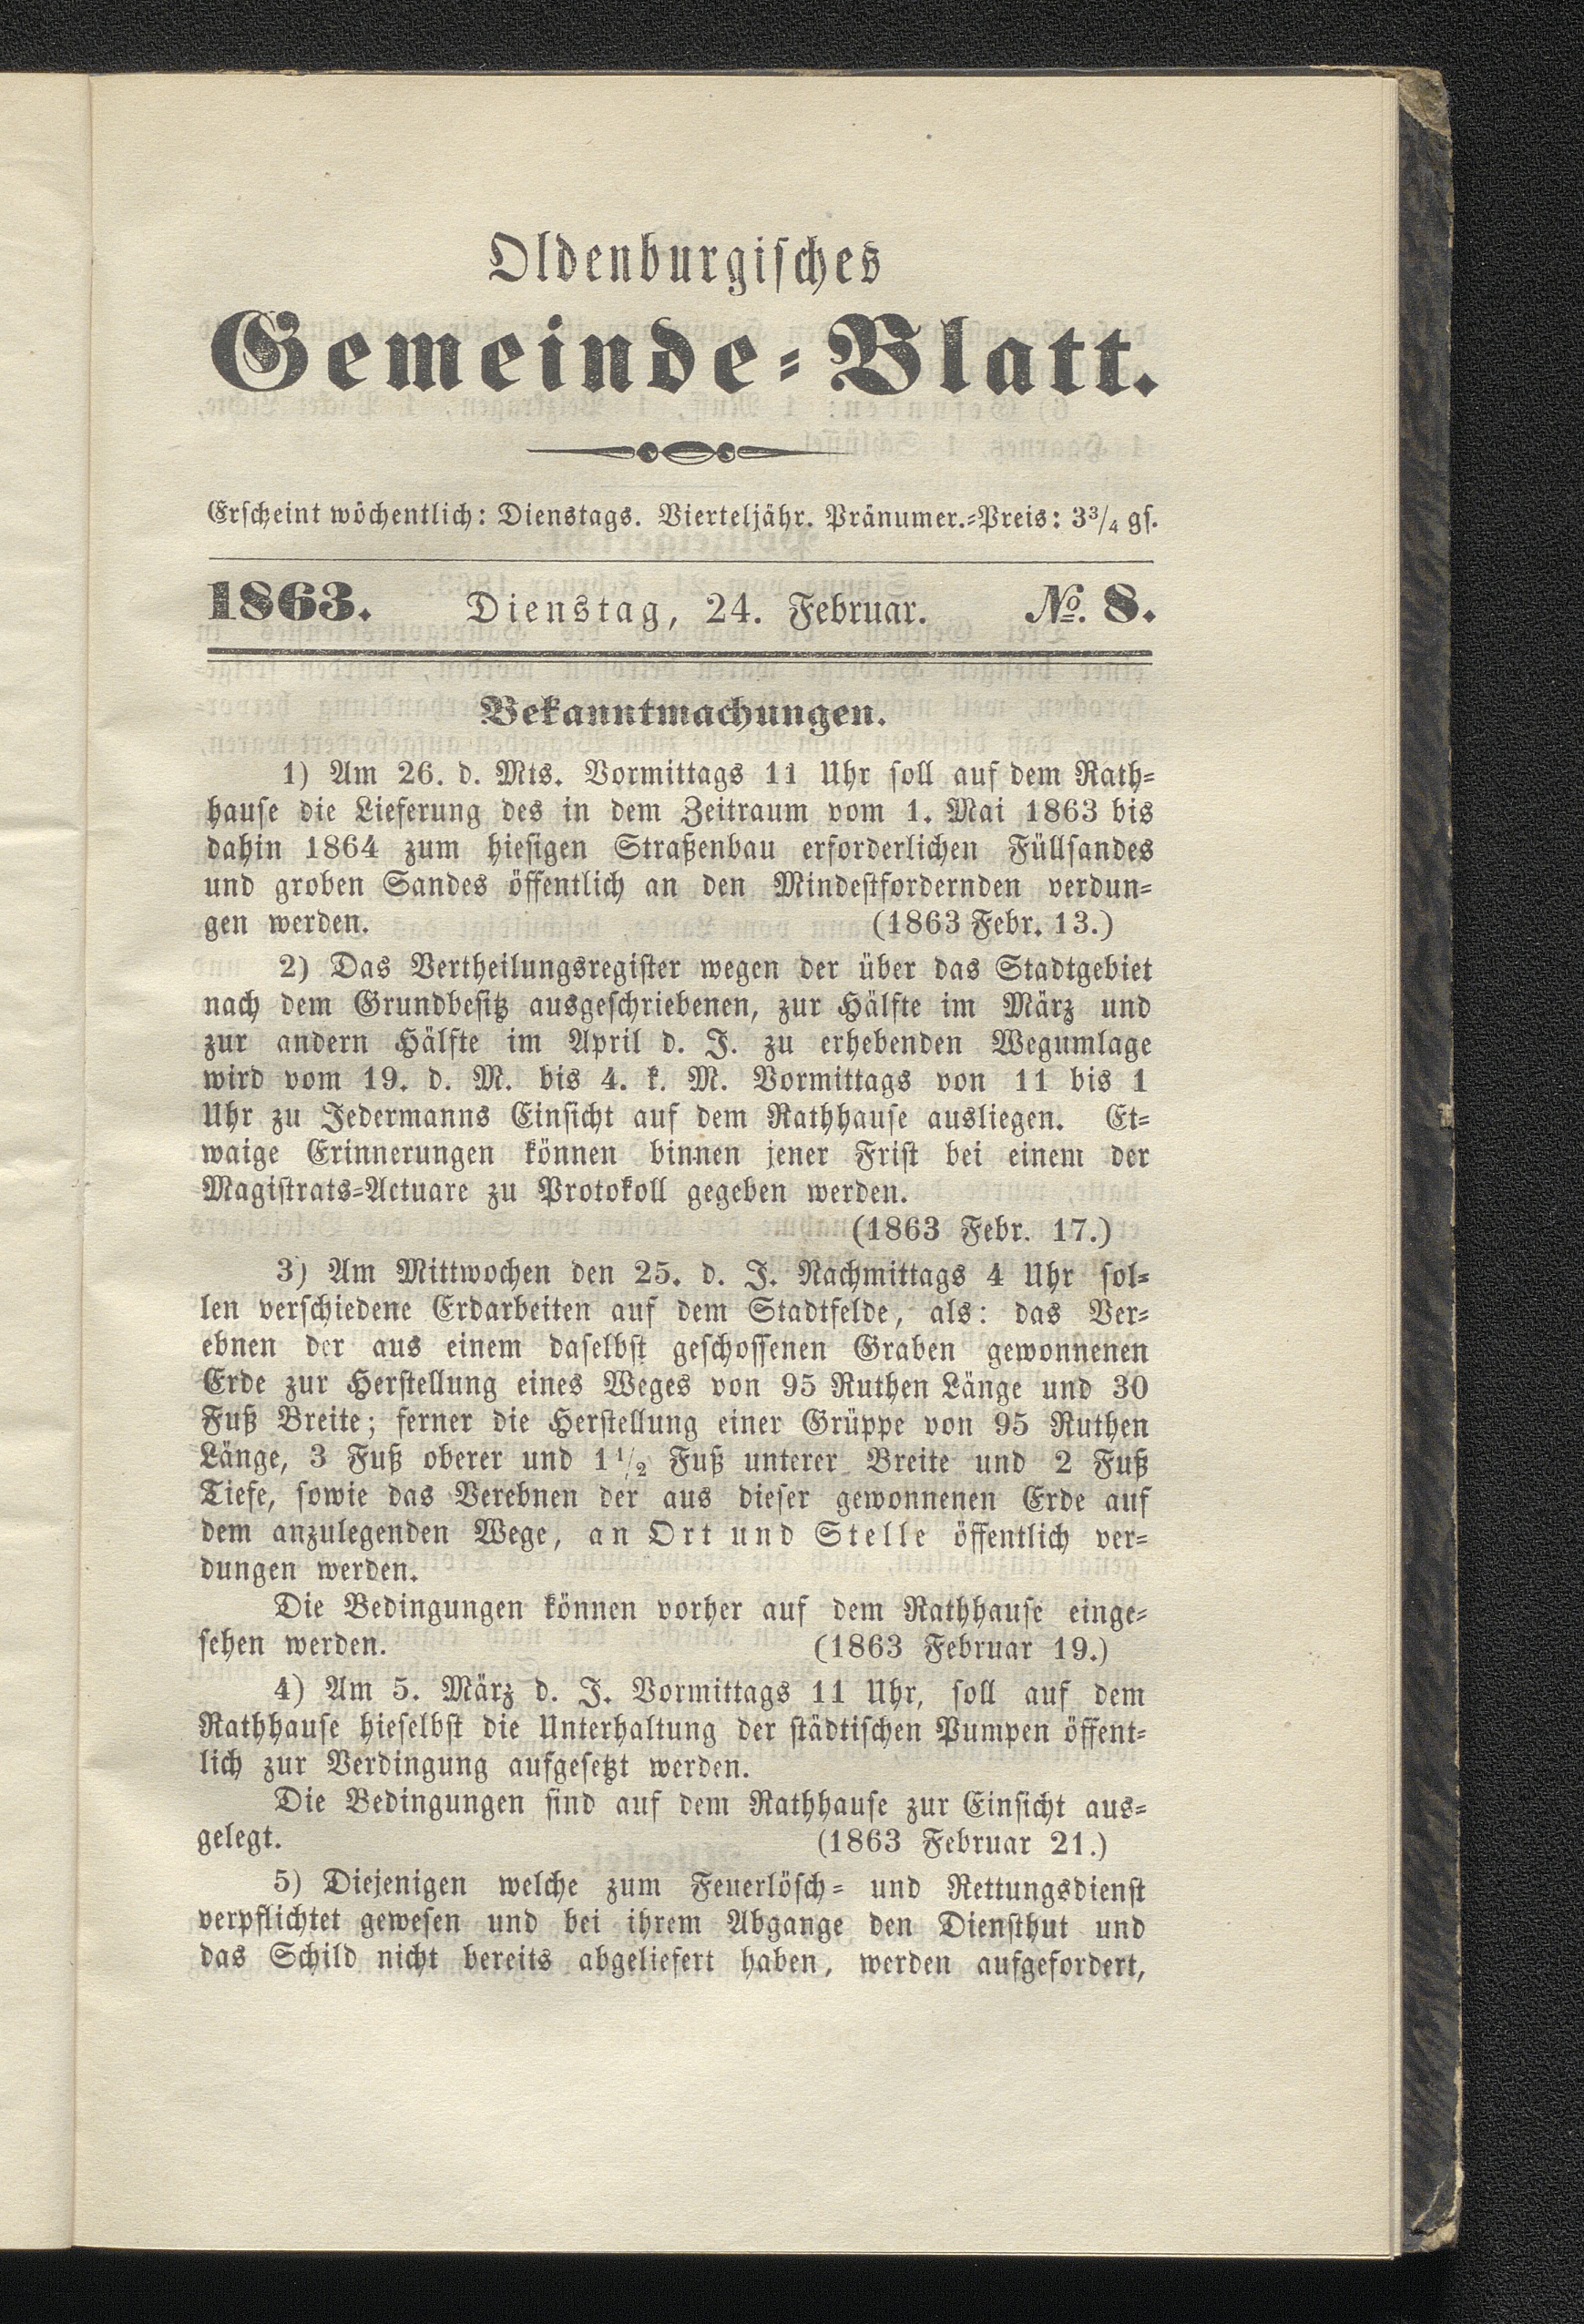 Oldenburgisches
Gemeinde-Blatt.
Erscheint wöchentlich: Dienstags. Vierteljähr. Pränumer.-Preis: 3 3/4 gs.
1863. Dienstag, 24. Februar. No. 8.
Bekanntmachungen.
1) Am 26. d. Mts. Vormittags 11 Uhr soll auf dem Rath-
hause die Lieferung des in dem Zeitraum vom 1. Mai 1863 bis
dahin 1864 zum hiesigen Straßenbau erforderlichen Füllsandes
und groben Sandes öffentlich an den Mindestfordernden verdun-
gen werden. (1863 Febr. 13.)
2) Das Vertheilungsregister wegen der über das Stadtgebiet
nach dem Grundbesitz ausgeschriebenen, zur Hälfte im März und
zur andern Hälfte im April d. J. zu erhebenden Wegumlage
wird vom 19. d. M. bis 4. k. M. Vormittags von 11 bis 1
Uhr zu Jedermanns Einsicht auf dem Rathhause ausliegen. Et-
waige Erinnerungen können binnen jener Frist bei einem der
Magistrats-Actuare zu Protokoll gegeben werden.
(1863 Febr. 17.)
3) Am Mittwochen den 25. d. J. Nachmittags 4 Uhr sol-
len verschiedene Erdarbeiten auf dem Stadtfelde, als: das Ver-
ebnen der aus einem daselbst geschossenen Graben gewonnenen
Erde zur Herstellung eines Weges von 95 Ruthen Länge und 30
Fuß Breite; ferner die Herstellung einer Grüppe von 95 Ruthen
Länge, 3 Fuß oberer und 1 1/2 Fuß unterer Breite und 2 Fuß
Tiefe, sowie das Verebnen der aus dieser gewonnenen Erde auf
dem anzulegenden Wege, an Ort und Stelle öffentlich ver-
dungen werden.
Die Bedingungen können vorher auf dem Rathhause einge-
sehen werden. (1863 Februar 19.)
4) Am 5. März d. J. Vormittags 11 Uhr, soll auf dem
Rathhause hieselbst die Unterhaltung der städtischen Pumpen öffent-
lich zur Verdingung aufgesetzt werden.
Die Bedingungen sind auf dem Rathhause zur Einsicht aus-
gelegt. (1863 Februar 21.)
5) Diejenigen welche zum Feuerlösch- und Rettungsdienst
verpflichtet gewesen und bei ihrem Abgange den Diensthut und
das Schild nicht bereits abgeliefert haben, werden aufgefordert,